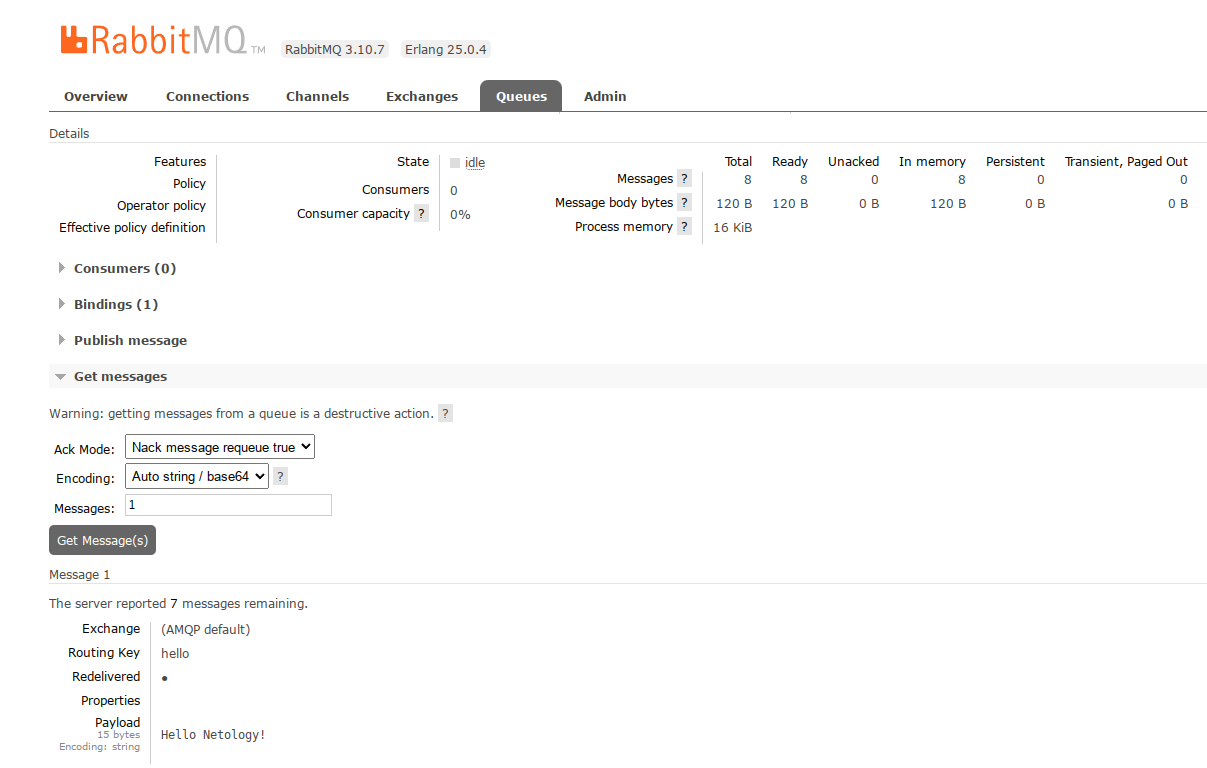 RabbitMQ TM RabbitMQ 3.10.7 Erlang 25.0.4
Overview Connections Channels Exchanges Queues Admin
Details
Features State idle Total Ready Unacked In memory Persistent Transient, Paged Out
Policy Messages ? 8 8 0 8 0 0
Consumers 0
Operator policy Message body bytes ? 120 B 120 B 0 B 120 B 0 B 0 B
Consumer capacity ? 0%
Effective policy definition Process memory ? 16 KiB
Consumers (0)
Bindings (1)
Publish message
Get messages
Warning: getting messages from a queue is a destructive action. ?
Ack Mode: Nack message requeue true
Encoding: Auto string / base64 ?
Messages: 1
Get Message(s)
Message 1
The server reported 7 messages remaining.
Exchange (AMQP default)
Routing Key hello
Redelivered ●
Properties
Payload
15 bytes Hello Netology!
Encoding: string